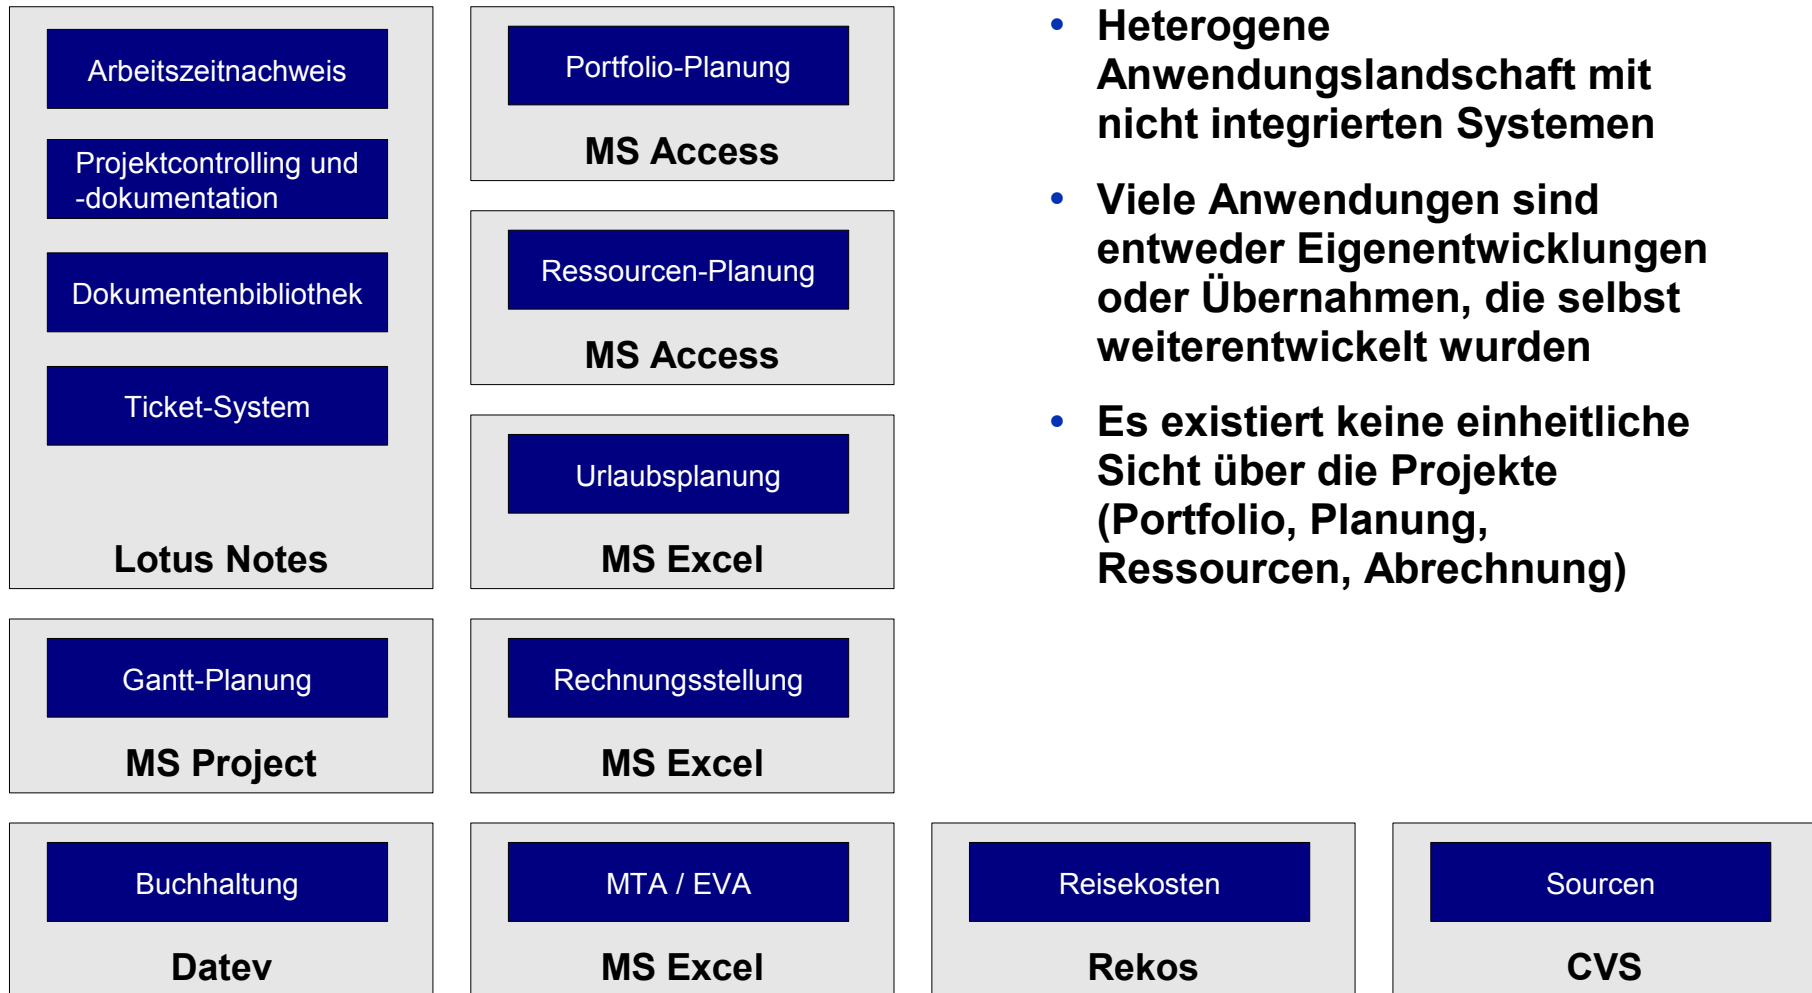 Arbeitszeitnachweis
Projektcontrolling und
-dokumentation
Dokumentenbibliothek
Ticket-System
Lotus Notes
Portfolio-Planung
MS Access
Ressourcen-Planung
MS Access
Urlaubsplanung
MS Excel
• Heterogene
Anwendungslandschaft mit
nicht integrierten Systemen
• Viele Anwendungen sind
entweder Eigenentwicklungen
oder Übernahmen, die selbst
weiterentwickelt wurden
• Es existiert keine einheitliche
Sicht über die Projekte
(Portfolio, Planung,
Ressourcen, Abrechnung)
Gantt-Planung
MS Project
Rechnungsstellung
MS Excel
Buchhaltung
Datev
MTA / EVA
MS Excel
Reisekosten
Rekos
Sourcen
CVS